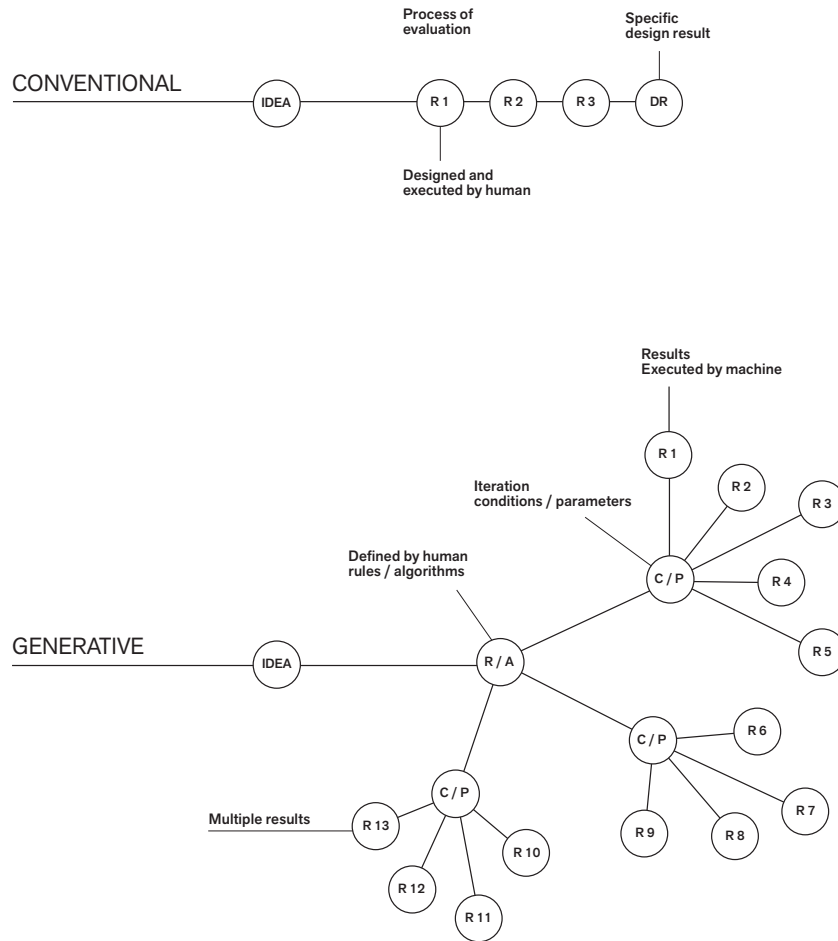 Process of
evaluation
Specific
design result
CONVENTIONAL
IDEA
R 1
R 2
R 3
DR
Designed and
executed by human
Results
Executed by machine
R 1
Iteration
conditions / parameters
R 2
R 3
Defined by human
rules / algorithms
C / P
R 4
GENERATIVE
IDEA
R / A
R 5
C / P
R 6
C / P
Multiple results
R 13
R 7
R 9
R 8
R 10
R 12
R 11